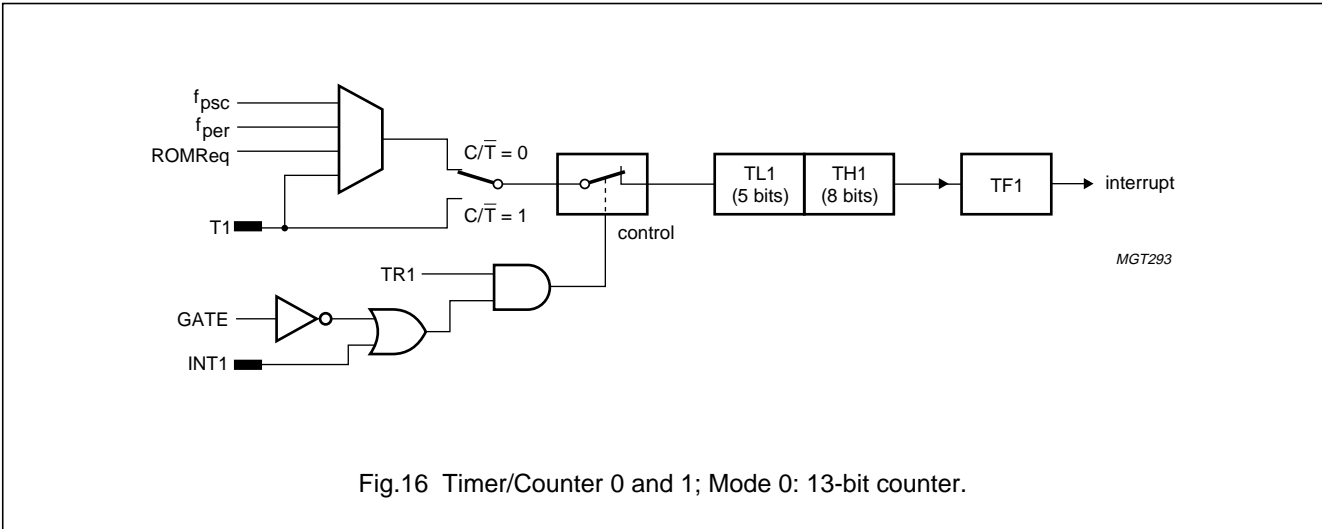 fpsc
fper
ROMReq
T1
C/T̅ = 0
C/T̅ = 1
control
TL1
(5 bits)
TH1
(8 bits)
TF1
interrupt
TR1
GATE
INT1
MGT293
Fig.16 Timer/Counter 0 and 1; Mode 0: 13-bit counter.